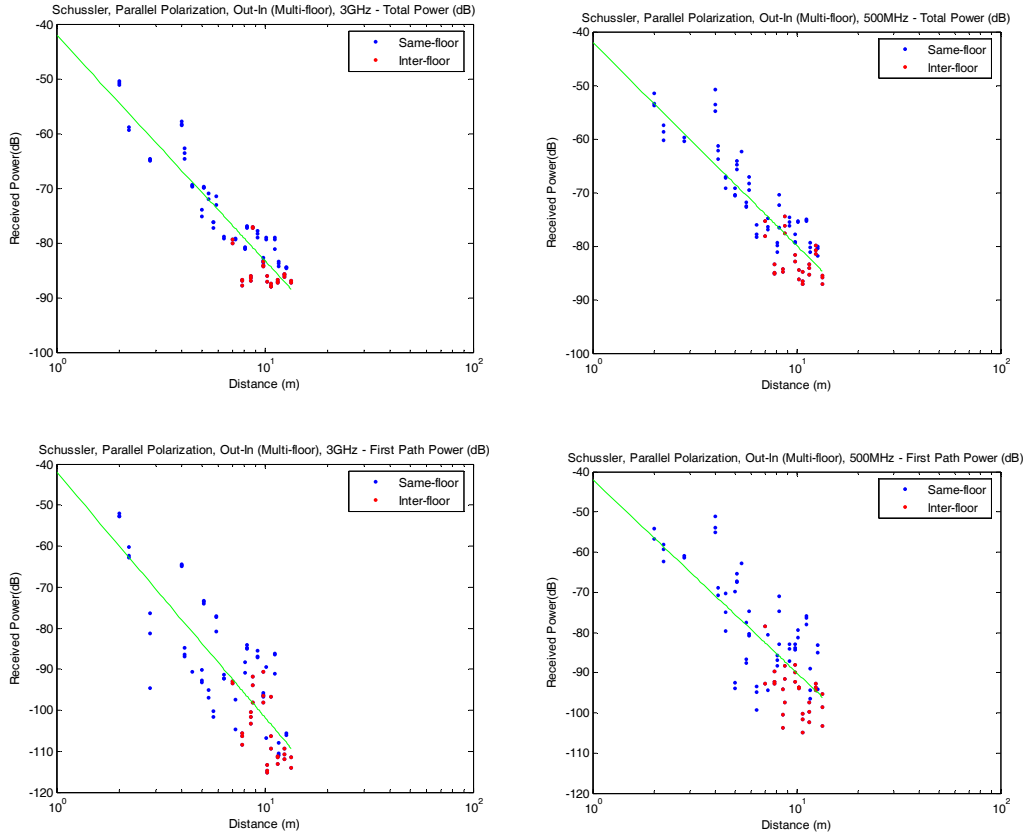 Schussler, Parallel Polarization, Out-In (Multi-floor), 3GHz - Total Power (dB)
-40
-50
-60
-70
-80
-90
-100
Received Power(dB)
Same-floor
Inter-floor
10^0
10^1
10^2
Distance (m)
Schussler, Parallel Polarization, Out-In (Multi-floor), 500MHz - Total Power (dB)
-40
-50
-60
-70
-80
-90
-100
Received Power(dB)
Same-floor
Inter-floor
10^0
10^1
10^2
Distance (m)
Schussler, Parallel Polarization, Out-In (Multi-floor), 3GHz - First Path Power (dB)
-40
-50
-60
-70
-80
-90
-100
-110
-120
Received Power(dB)
Same-floor
Inter-floor
10^0
10^1
10^2
Distance (m)
Schussler, Parallel Polarization, Out-In (Multi-floor), 500MHz - First Path Power (dB)
-40
-50
-60
-70
-80
-90
-100
-110
-120
Received Power(dB)
Same-floor
Inter-floor
10^0
10^1
10^2
Distance (m)